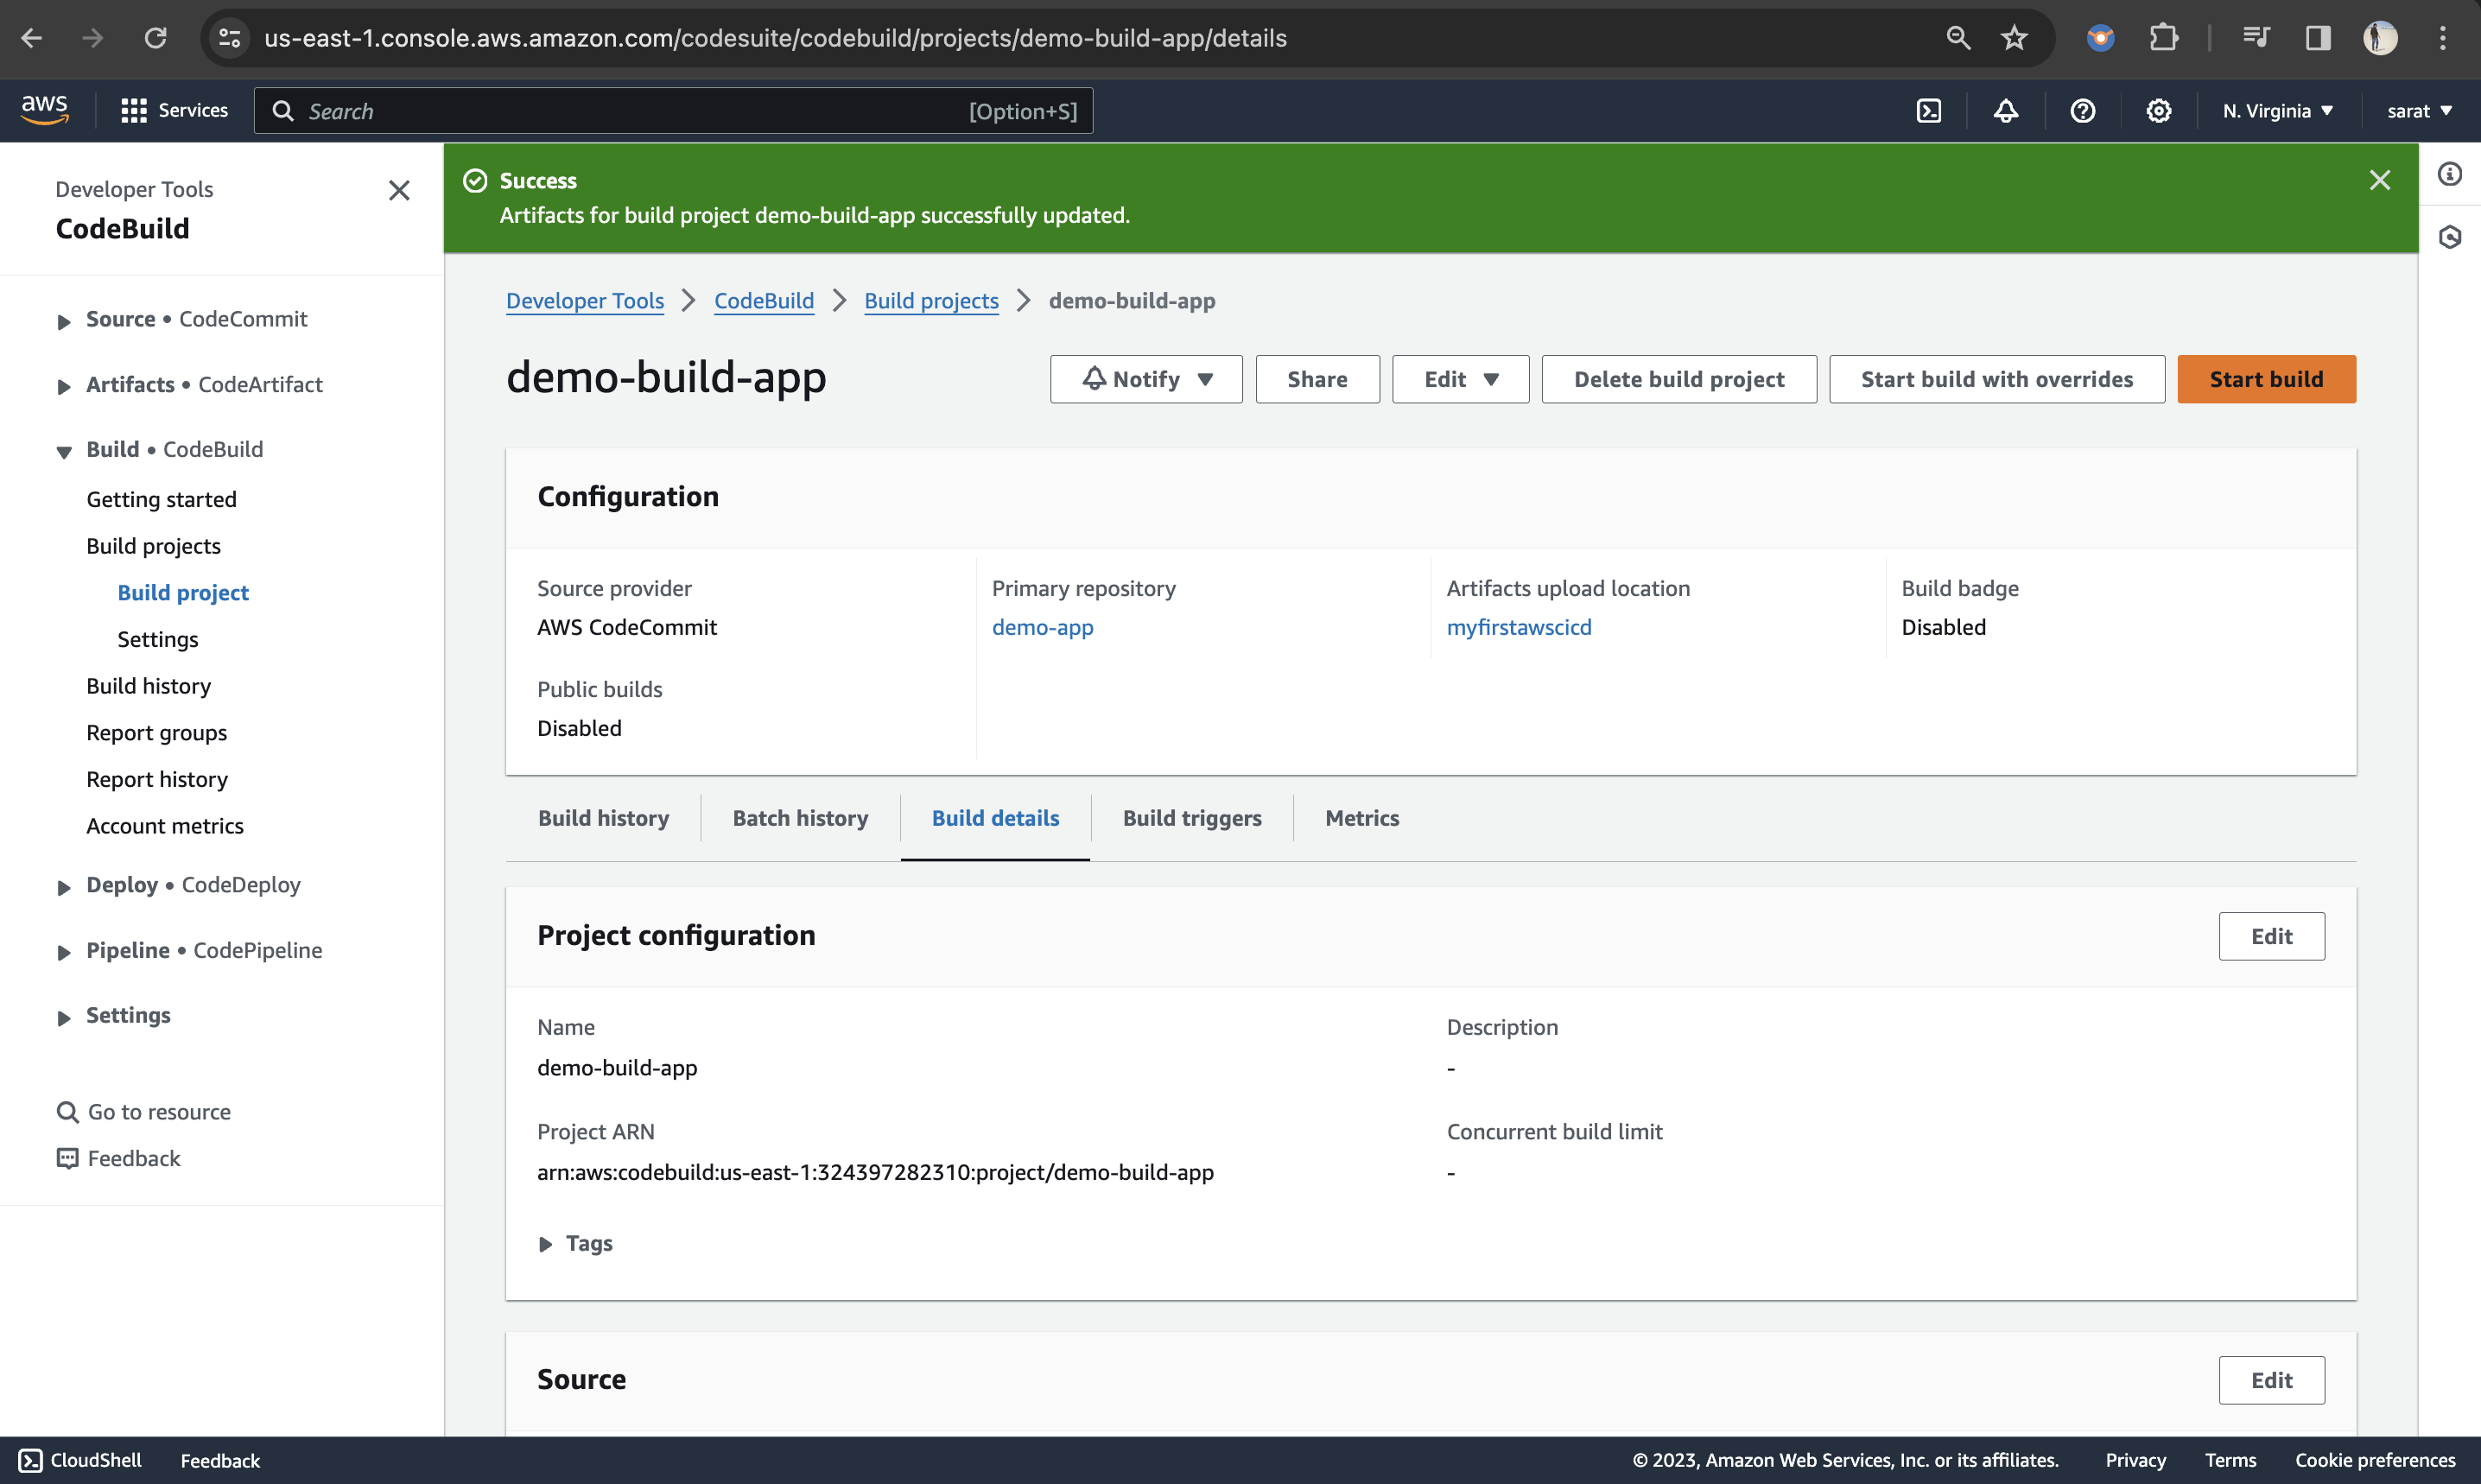 us-east-1.console.aws.amazon.com/codesuite/codebuild/projects/demo-build-app/details
aws
Services
Search
[Option+S]
N. Virginia
sarat
Developer Tools
CodeBuild
Source • CodeCommit
Artifacts • CodeArtifact
Build • CodeBuild
Getting started
Build projects
Build project
Settings
Build history
Report groups
Report history
Account metrics
Deploy • CodeDeploy
Pipeline • CodePipeline
Settings
Go to resource
Feedback
Success
Artifacts for build project demo-build-app successfully updated.
Developer Tools
CodeBuild
Build projects
demo-build-app
demo-build-app
Notify
Share
Edit
Delete build project
Start build with overrides
Start build
Configuration
Source provider
AWS CodeCommit
Primary repository
demo-app
Artifacts upload location
myfirstawscicd
Build badge
Disabled
Public builds
Disabled
Build history
Batch history
Build details
Build triggers
Metrics
Project configuration
Edit
Name
demo-build-app
Description
-
Project ARN
arn:aws:codebuild:us-east-1:324397282310:project/demo-build-app
Concurrent build limit
-
Tags
Source
Edit
CloudShell
Feedback
© 2023, Amazon Web Services, Inc. or its affiliates.
Privacy
Terms
Cookie preferences